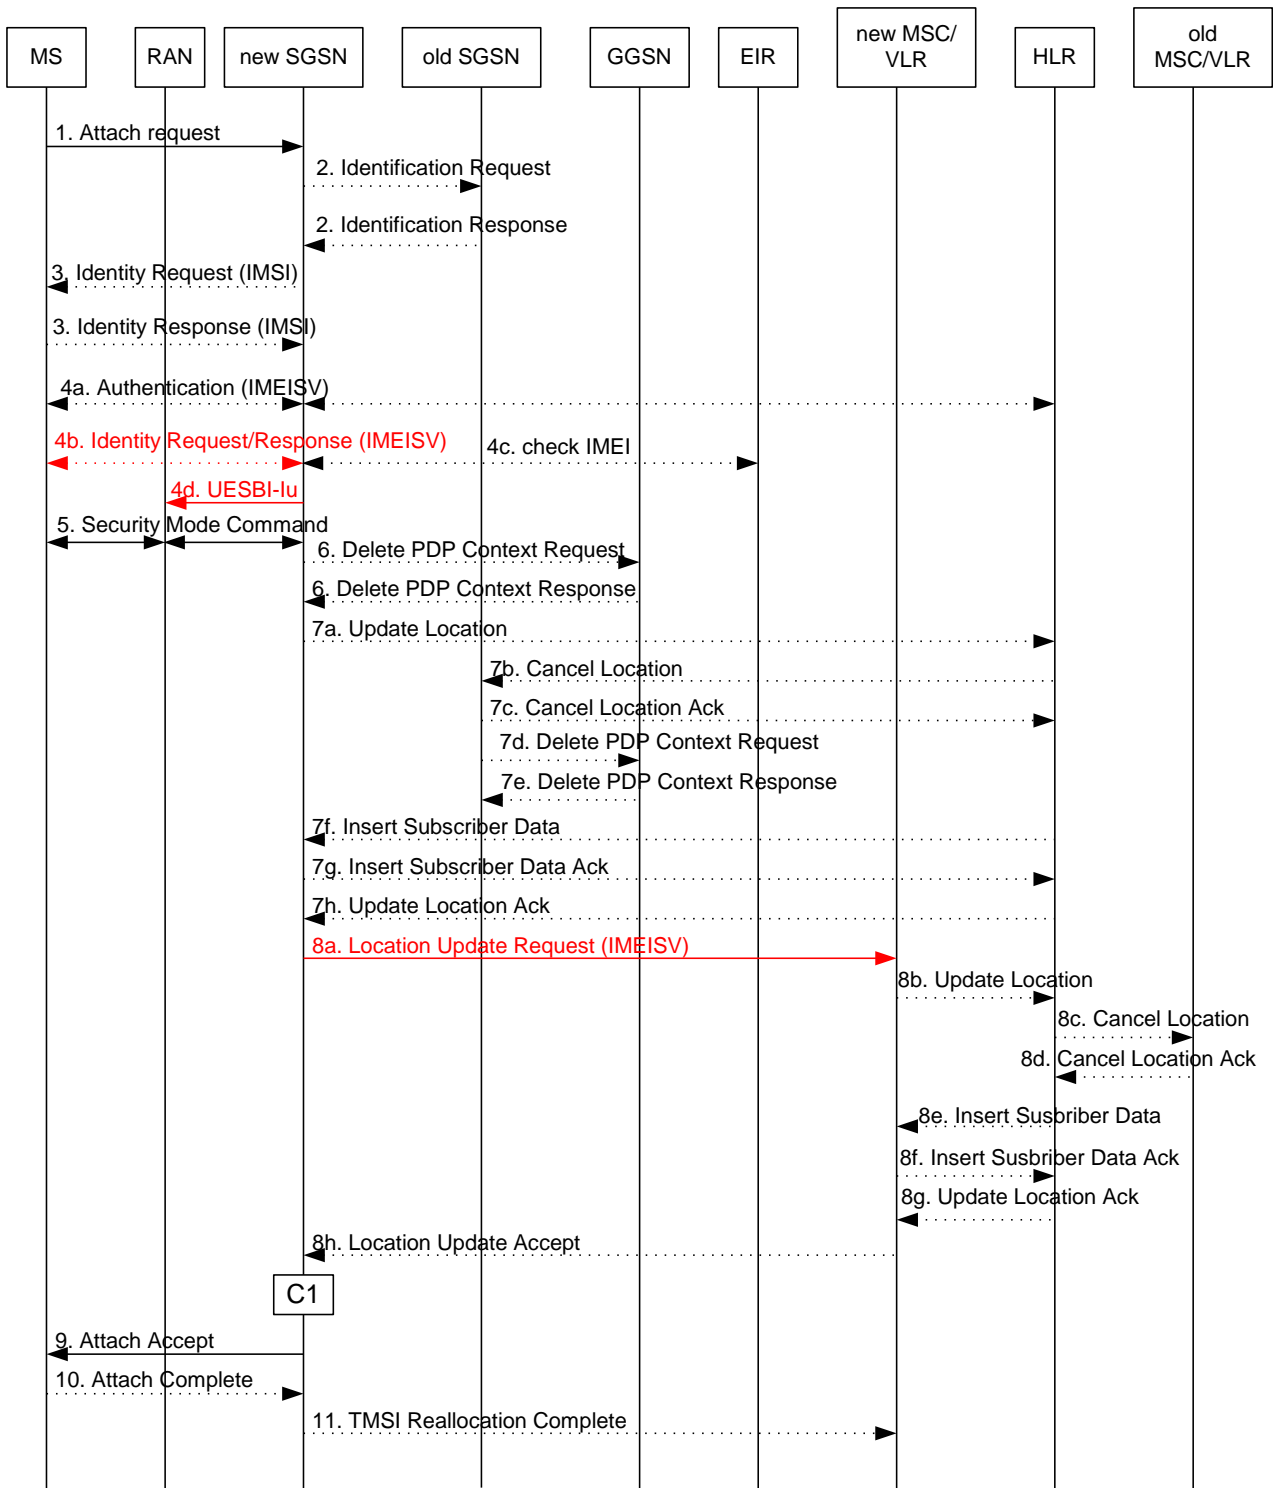 MS
RAN
new SGSN
old SGSN
GGSN
EIR
new MSC/
VLR
HLR
old
MSC/VLR
1. Attach request
2. Identification Request
2. Identification Response
3. Identity Request (IMSI)
3. Identity Response (IMSI)
4a. Authentication (IMEISV)
4b. Identity Request/Response (IMEISV)
4c. check IMEI
4d. UESBI-Iu
5. Security Mode Command
6. Delete PDP Context Request
6. Delete PDP Context Response
7a. Update Location
7b. Cancel Location
7c. Cancel Location Ack
7d. Delete PDP Context Request
7e. Delete PDP Context Response
7f. Insert Subscriber Data
7g. Insert Subscriber Data Ack
7h. Update Location Ack
8a. Location Update Request (IMEISV)
8b. Update Location
8c. Cancel Location
8d. Cancel Location Ack
8e. Insert Susbriber Data
8f. Insert Susbriber Data Ack
8g. Update Location Ack
8h. Location Update Accept
C1
9. Attach Accept
10. Attach Complete
11. TMSI Reallocation Complete